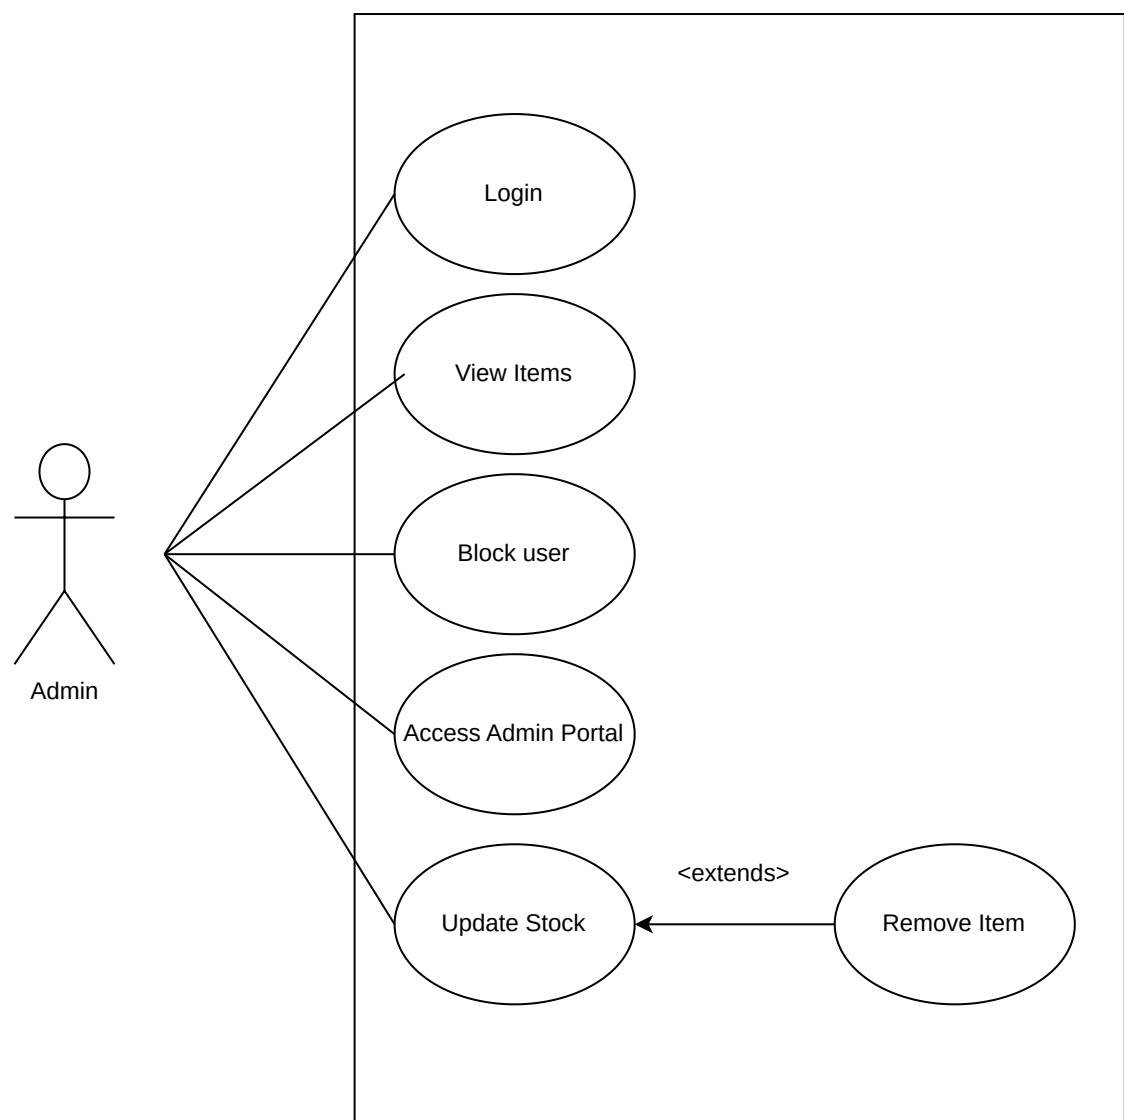 Login
View Items
Block user
Admin
Access Admin Portal
<extends>
Update Stock
Remove Item